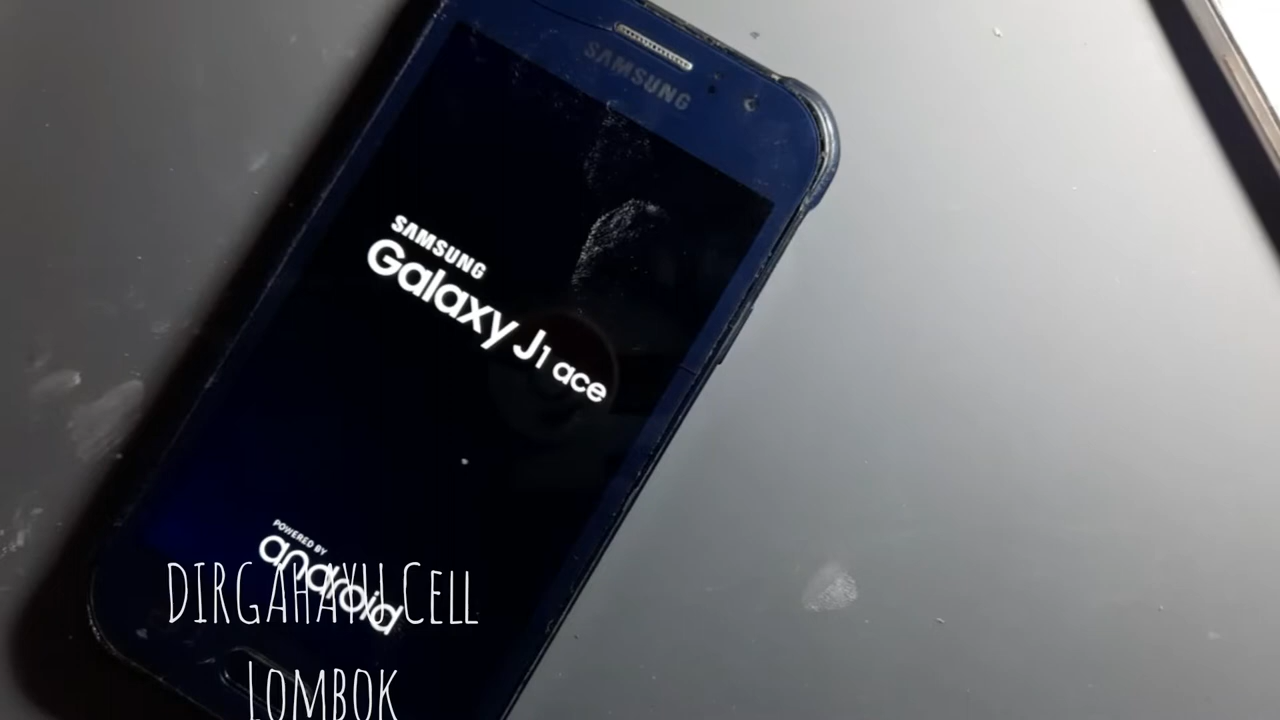 SAMSUNG
SAMSUNG
Galaxy J1 ace
POWERED BY
android
DIRGAHAYU Cell
LOMBOK